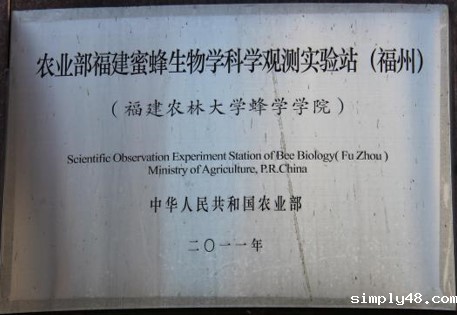 农业部福建蜜蜂生物学科学观测实验站（福州）
（福建农林大学蜂学学院）
Scientific Observation Experiment Station of Bee Biology( Fu Zhou )
Ministry of Agriculture, P.R.China
中华人民共和国农业部
二〇一一年
simply48.com